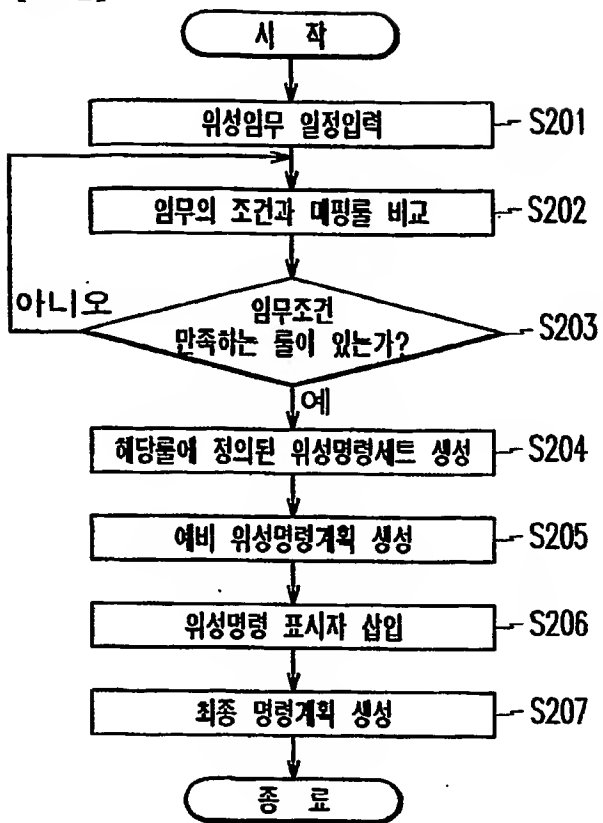 시 작
위성임무 일정입력
S201
임무의 조건과 매핑룰 비교
S202
아니오
임무조건
만족하는 룰이 있는가?
S203
예
해당룰에 정의된 위성명령세트 생성
S204
예비 위성명령계획 생성
S205
위성명령 표시자 삽입
S206
최종 명령계획 생성
S207
종 료